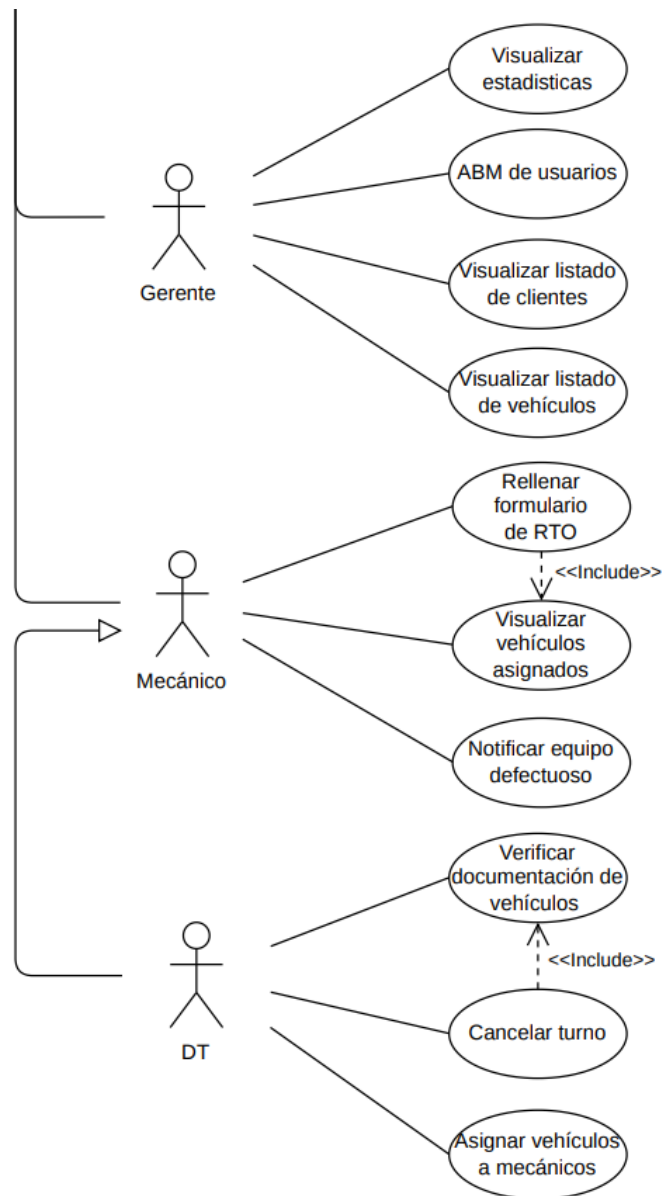 Visualizar
estadisticas
ABM de usuarios
Gerente
Visualizar listado
de clientes
Visualizar listado
de vehículos
Rellenar
formulario
de RTO
<<Include>>
Visualizar
vehículos
asignados
Mecánico
Notificar equipo
defectuoso
Verificar
documentación de
vehículos
<<Include>>
Cancelar turno
DT
Asignar vehículos
a mecánicos